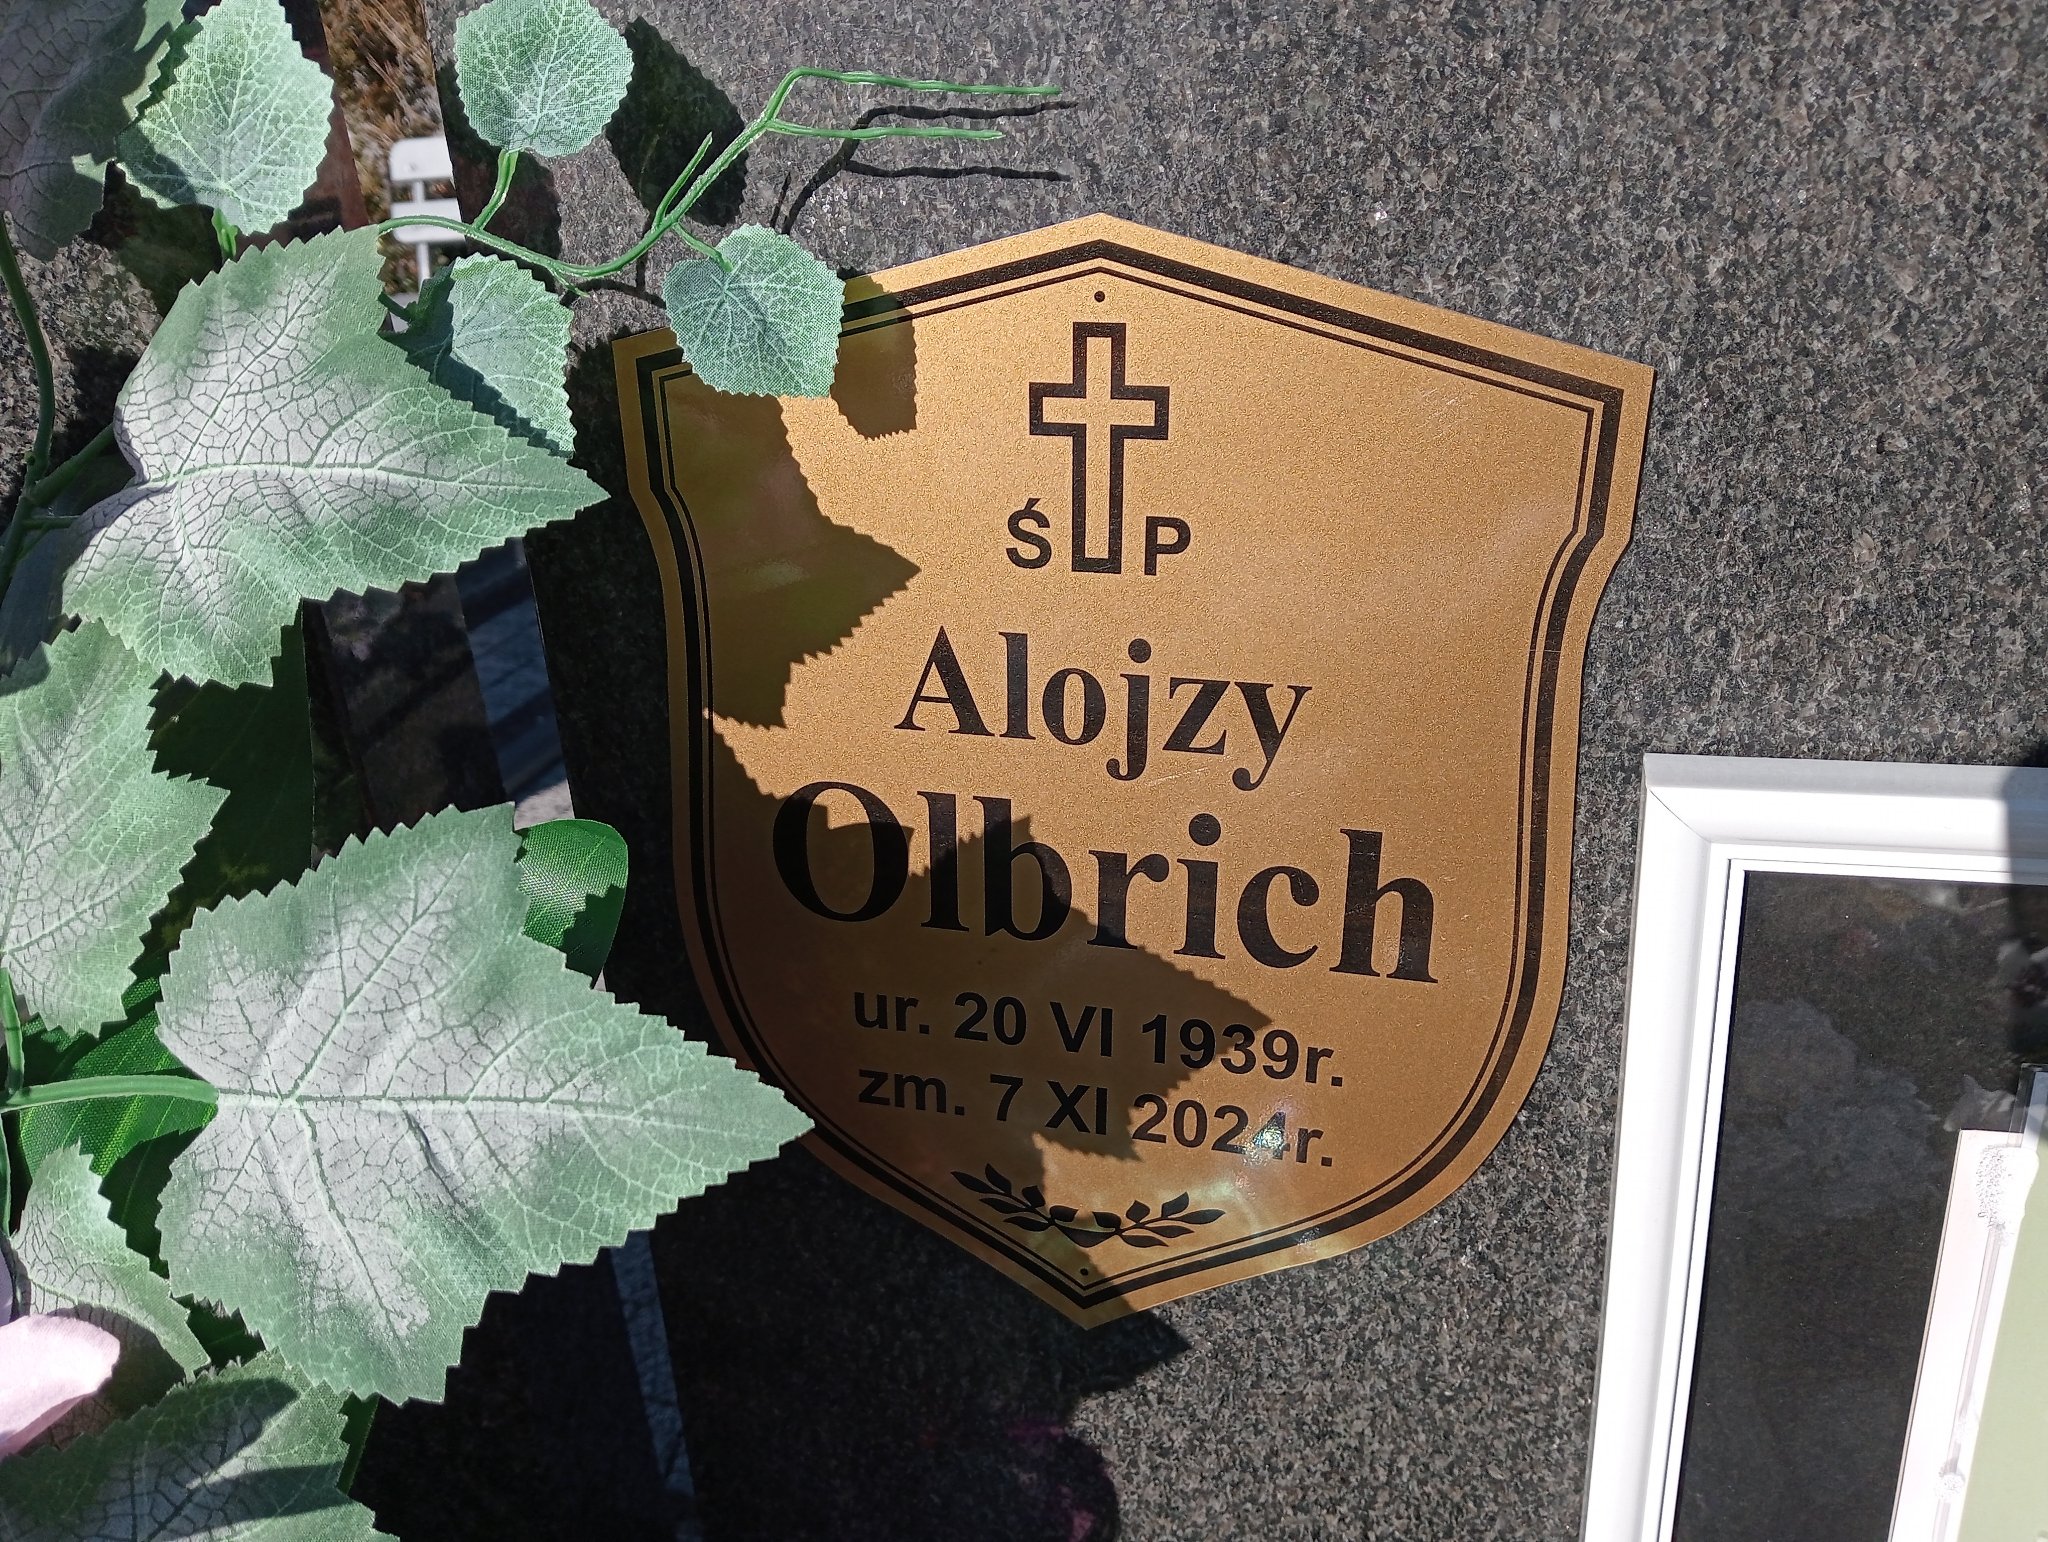 Ś P
Alojzy
Olbrich
ur. 20 VI 1939r.
zm. 7 XI 2024r.